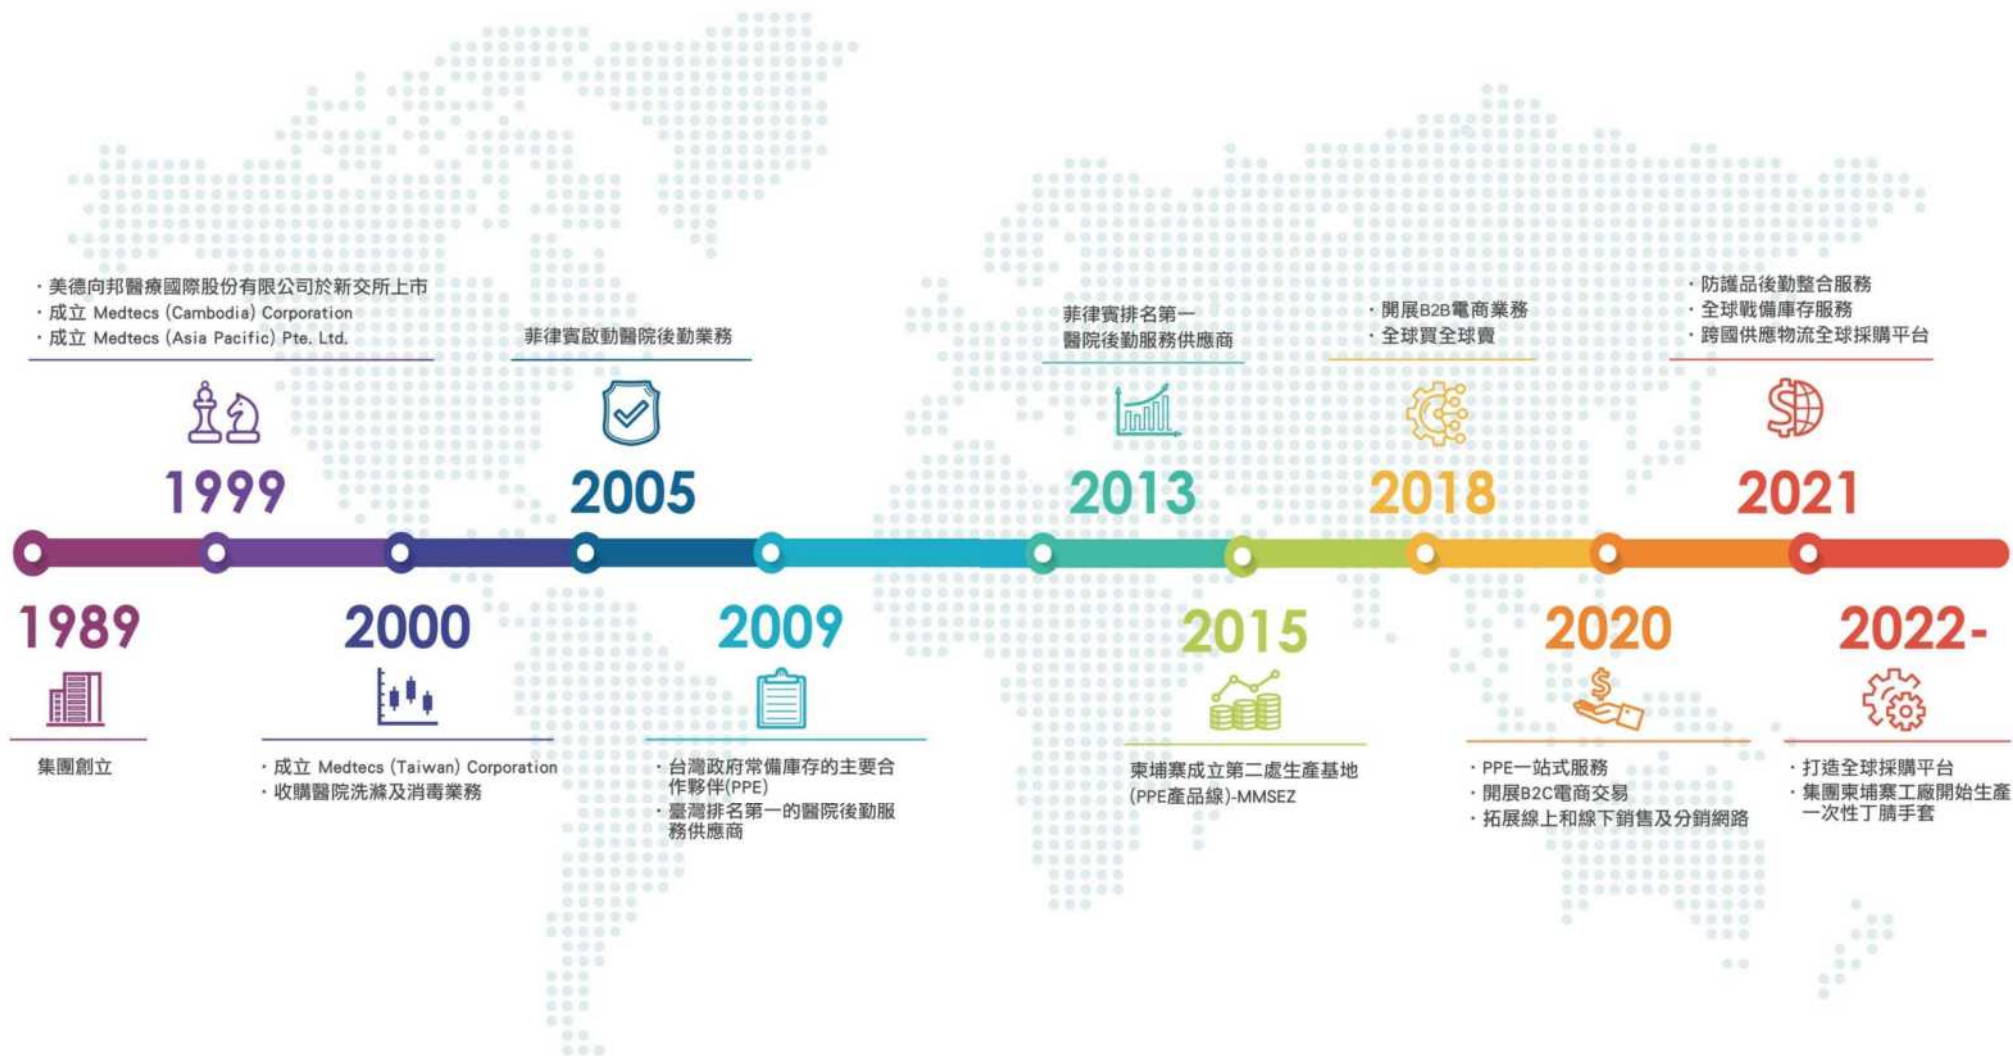 ・美德向邦醫療國際股份有限公司於新交所上市
・成立 Medtecs (Cambodia) Corporation
・成立 Medtecs (Asia Pacific) Pte. Ltd.
1999
菲律賓啟動醫院後勤業務
2005
菲律賓排名第一
醫院後勤服務供應商
2013
・開展B2B電商業務
・全球買全球賣
2018
・防護品後勤整合服務
・全球戰備庫存服務
・跨國供應物流全球採購平台
2021
1989
集團創立
2000
・成立 Medtecs (Taiwan) Corporation
・收購醫院洗滌及消毒業務
2009
・台灣政府常備庫存的主要合
作夥伴(PPE)
・臺灣排名第一的醫院後勤服
務供應商
2015
柬埔寨成立第二處生產基地
(PPE產品線)-MMSEZ
2020
・PPE一站式服務
・開展B2C電商交易
・拓展線上和線下銷售及分銷網路
2022-
・打造全球採購平台
・集團柬埔寨工廠開始生產
一次性丁腈手套